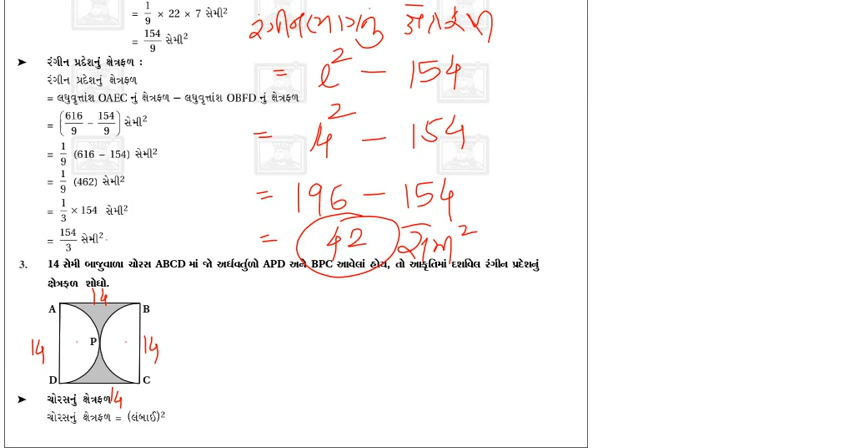 = 1/9 × 22 × 7 સેમી²
= 154/9 સેમી²
➤ રંગીન પ્રદેશનું ક્ષેત્રફળ :
રંગીન પ્રદેશનું ક્ષેત્રફળ
= લઘુવૃત્તાંશ OAEC નું ક્ષેત્રફળ – લઘુવૃત્તાંશ OBFD નું ક્ષેત્રફળ
= (616/9 – 154/9) સેમી²
= 1/9 (616 – 154) સેમી²
= 1/9 (462) સેમી²
= 1/3 × 154 સેમી²
= 154/3 સેમી²
= l² – 154
= 14² – 154
= 196 – 154
= 42 સેમી²
3. 14 સેમી બાજુવાળા ચોરસ ABCD માં જો અર્ધવર્તુળો APD અને BPC આવેલાં હોય, તો આકૃતિમાં દર્શાવેલ રંગીન પ્રદેશનું
ક્ષેત્રફળ શોધો.
14
A B
14 P 14
D C
14
➤ ચોરસનું ક્ષેત્રફળ
ચોરસનું ક્ષેત્રફળ = (લંબાઈ)²